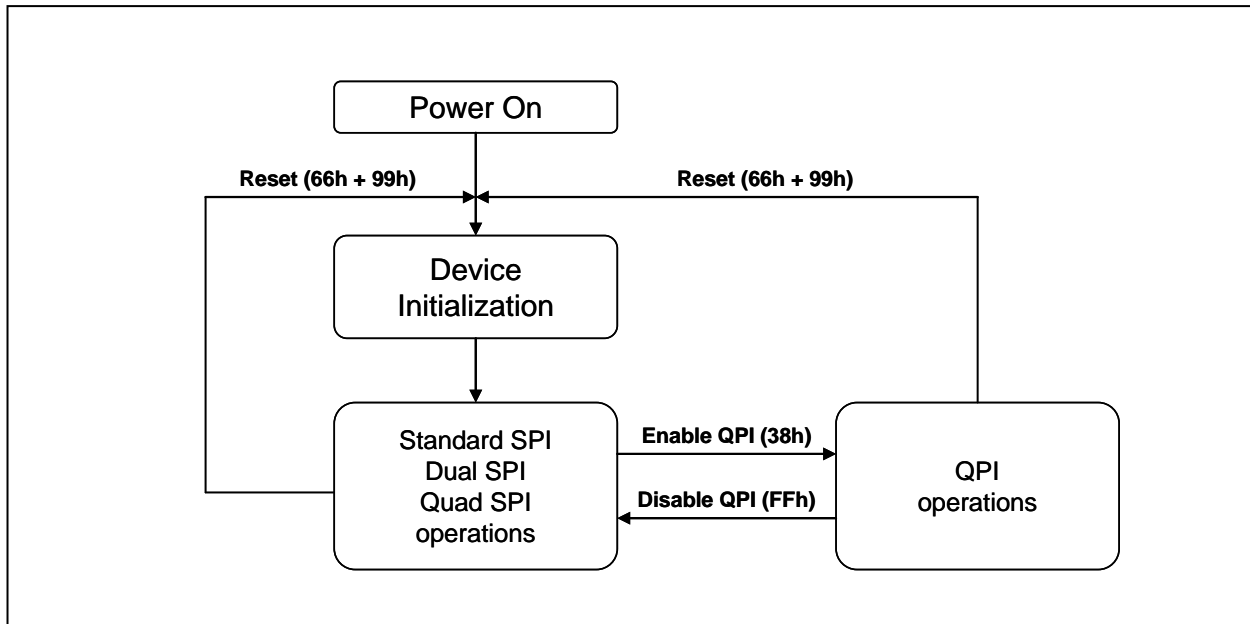 Power On
Reset (66h + 99h)
Reset (66h + 99h)
Device
Initialization
Standard SPI
Dual SPI
Quad SPI
operations
Enable QPI (38h)
Disable QPI (FFh)
QPI
operations